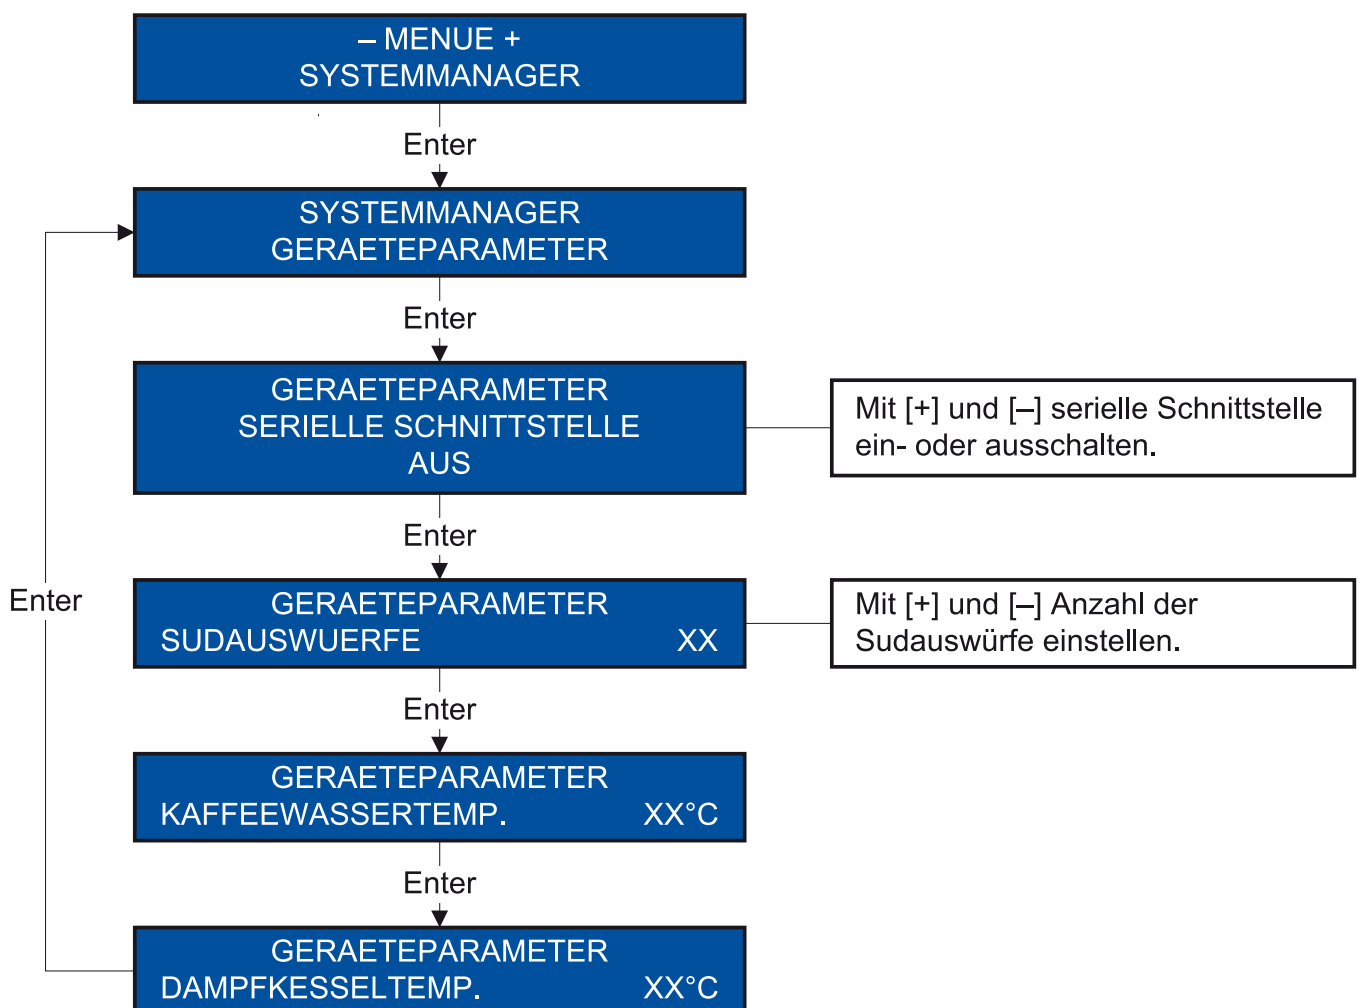 – MENUE +
SYSTEMMANAGER
Enter
SYSTEMMANAGER
GERAETEPARAMETER
Enter
GERAETEPARAMETER
SERIELLE SCHNITTSTELLE
AUS
Mit [+] und [–] serielle Schnittstelle
ein- oder ausschalten.
Enter
Enter
GERAETEPARAMETER
SUDAUSWUERFE XX
Mit [+] und [–] Anzahl der
Sudauswürfe einstellen.
Enter
GERAETEPARAMETER
KAFFEEWASSERTEMP. XX°C
Enter
GERAETEPARAMETER
DAMPFKESSELTEMP. XX°C